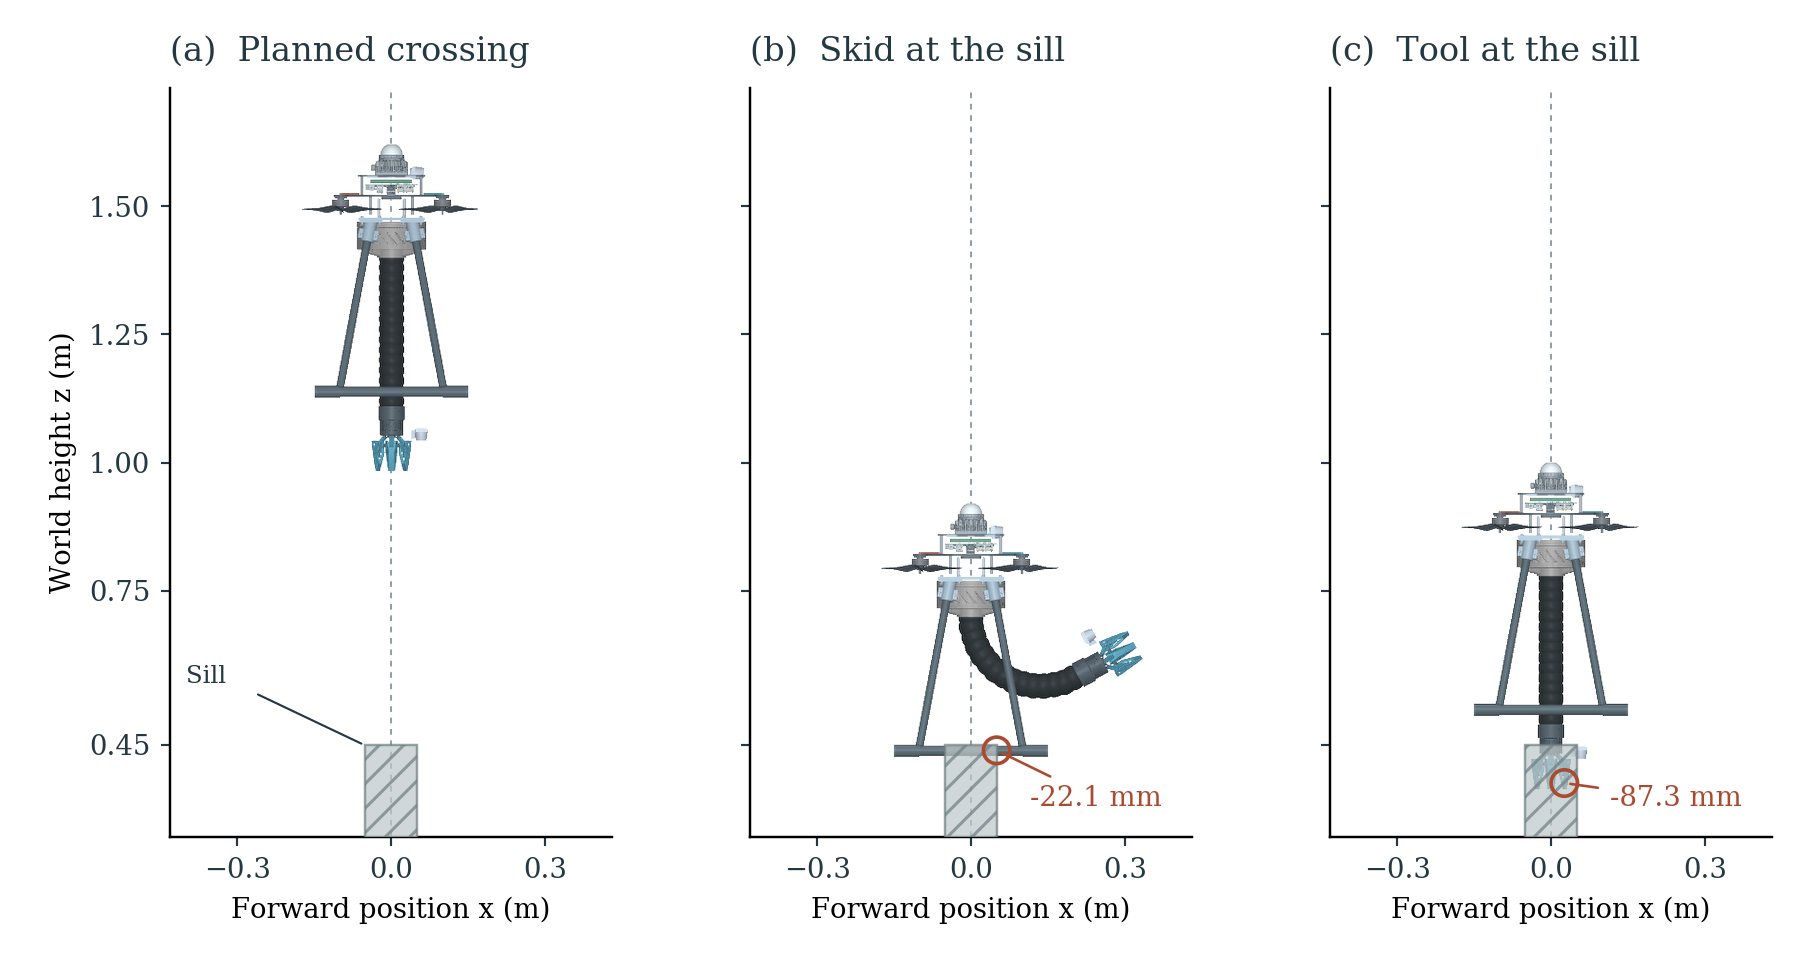 (a)  Planned crossing
(b)  Skid at the sill
(c)  Tool at the sill
World height z (m)
1.50
1.25
1.00
0.75
0.45
Sill
-22.1 mm
-87.3 mm
−0.3 0.0 0.3
−0.3 0.0 0.3
−0.3 0.0 0.3
Forward position x (m)
Forward position x (m)
Forward position x (m)